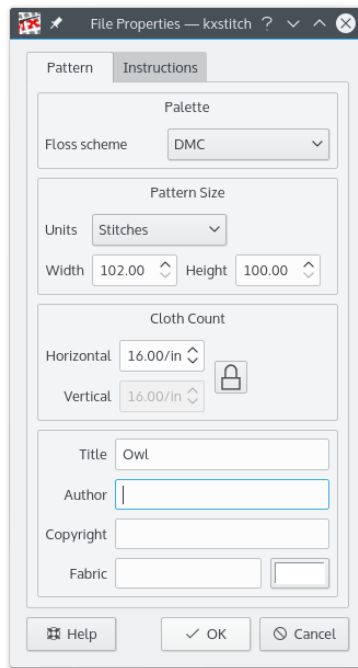 File Properties — kxstitch ?
Pattern Instructions
Palette
Floss scheme DMC
Pattern Size
Units Stitches
Width 102.00 Height 100.00
Cloth Count
Horizontal 16.00/in
Vertical 16.00/in
Title Owl
Author
Copyright
Fabric
Help OK Cancel